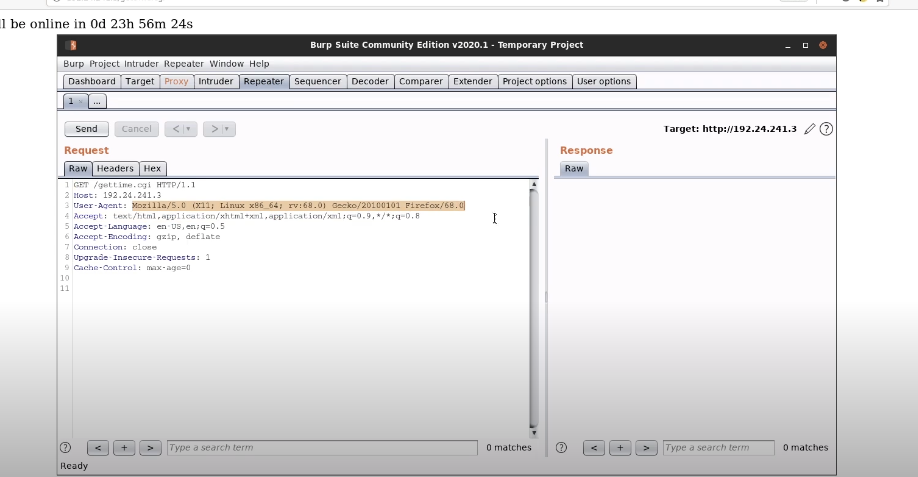 ll be online in 0d 23h 56m 24s
Burp Suite Community Edition v2020.1 - Temporary Project
Burp Project Intruder Repeater Window Help
Dashboard Target Proxy Intruder Repeater Sequencer Decoder Comparer Extender Project options User options
1 × ...
Send Cancel < > Target: http://192.24.241.3
Request Response
Raw Headers Hex Raw
1 GET /gettime.cgi HTTP/1.1
2 Host: 192.24.241.3
3 User-Agent: Mozilla/5.0 (X11; Linux x86_64; rv:68.0) Gecko/20100101 Firefox/68.0
4 Accept: text/html,application/xhtml+xml,application/xml;q=0.9,*/*;q=0.8
5 Accept-Language: en-US,en;q=0.5
6 Accept-Encoding: gzip, deflate
7 Connection: close
8 Upgrade-Insecure-Requests: 1
9 Cache-Control: max-age=0
10
11
? < + > Type a search term 0 matches ? < + > Type a search term 0 matches
Ready